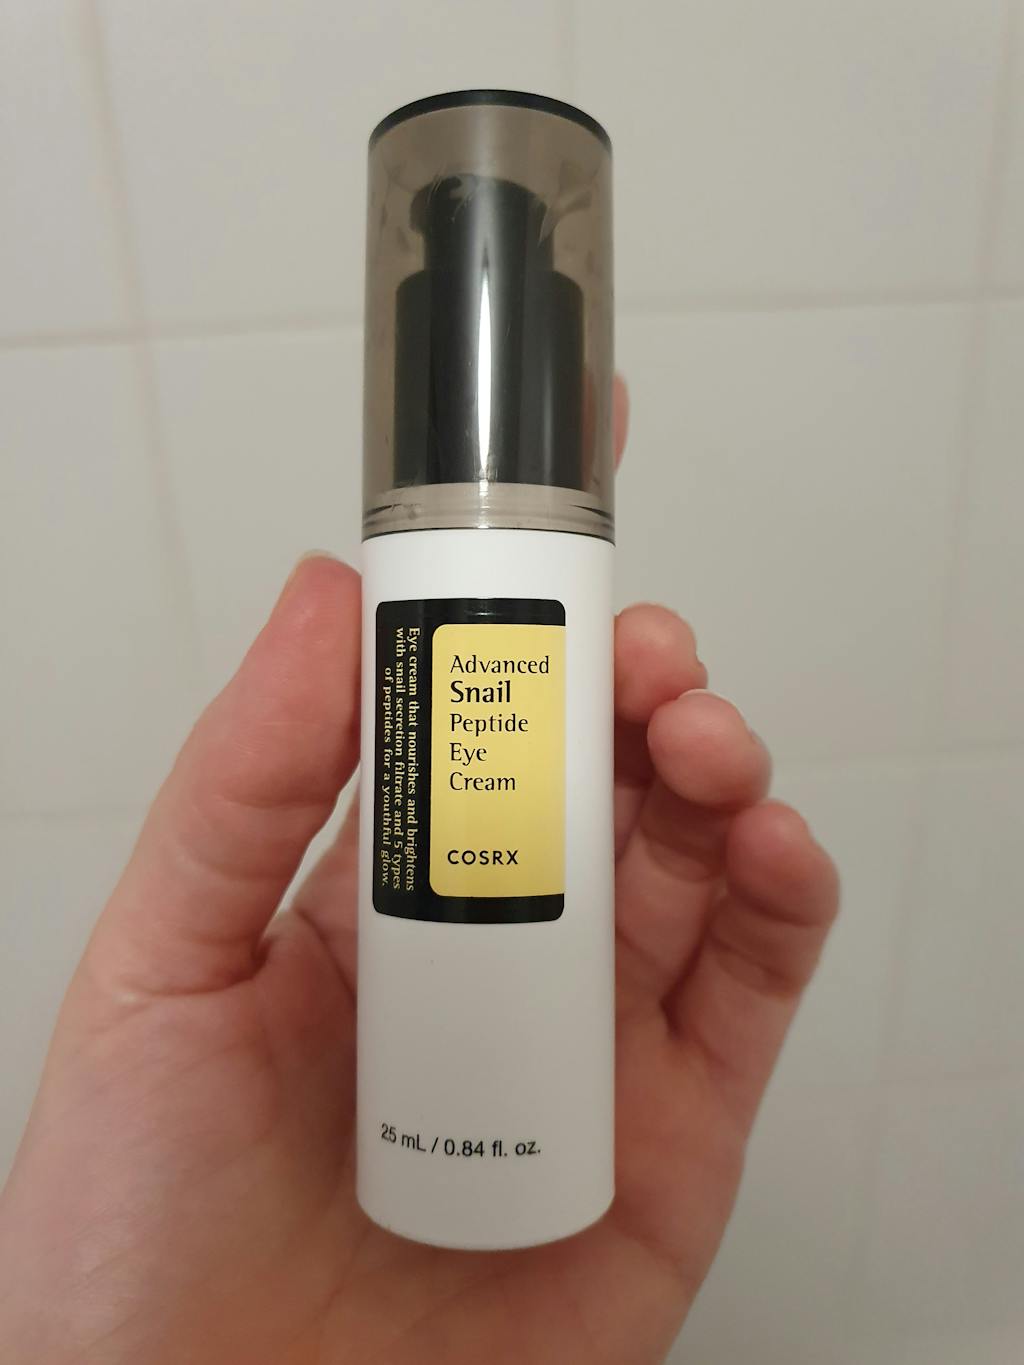 Advanced
Snail
Peptide
Eye
Cream
COSRX
Eye cream that nourishes and brightens
with snail secretion filtrate and 5 types
of peptides for a youthful glow.
25 mL / 0.84 fl. oz.